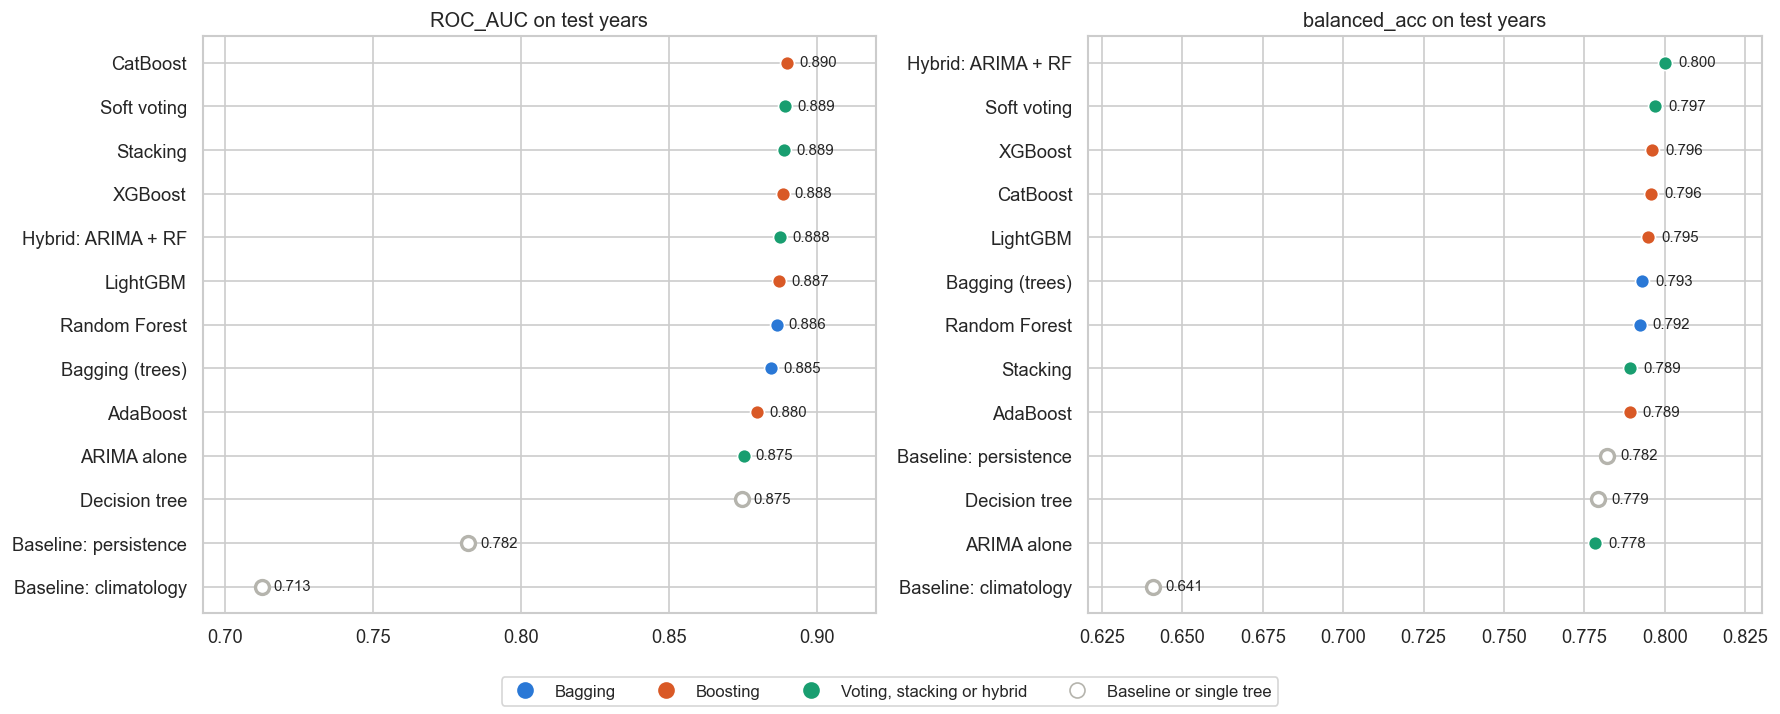 ROC_AUC on test years
CatBoost 0.890
Soft voting 0.889
Stacking 0.889
XGBoost 0.888
Hybrid: ARIMA + RF 0.888
LightGBM 0.887
Random Forest 0.886
Bagging (trees) 0.885
AdaBoost 0.880
ARIMA alone 0.875
Decision tree 0.875
Baseline: persistence 0.782
Baseline: climatology 0.713
0.70 0.75 0.80 0.85 0.90
balanced_acc on test years
Hybrid: ARIMA + RF 0.800
Soft voting 0.797
XGBoost 0.796
CatBoost 0.796
LightGBM 0.795
Bagging (trees) 0.793
Random Forest 0.792
Stacking 0.789
AdaBoost 0.789
Baseline: persistence 0.782
Decision tree 0.779
ARIMA alone 0.778
Baseline: climatology 0.641
0.625 0.650 0.675 0.700 0.725 0.750 0.775 0.800 0.825
Bagging Boosting Voting, stacking or hybrid Baseline or single tree